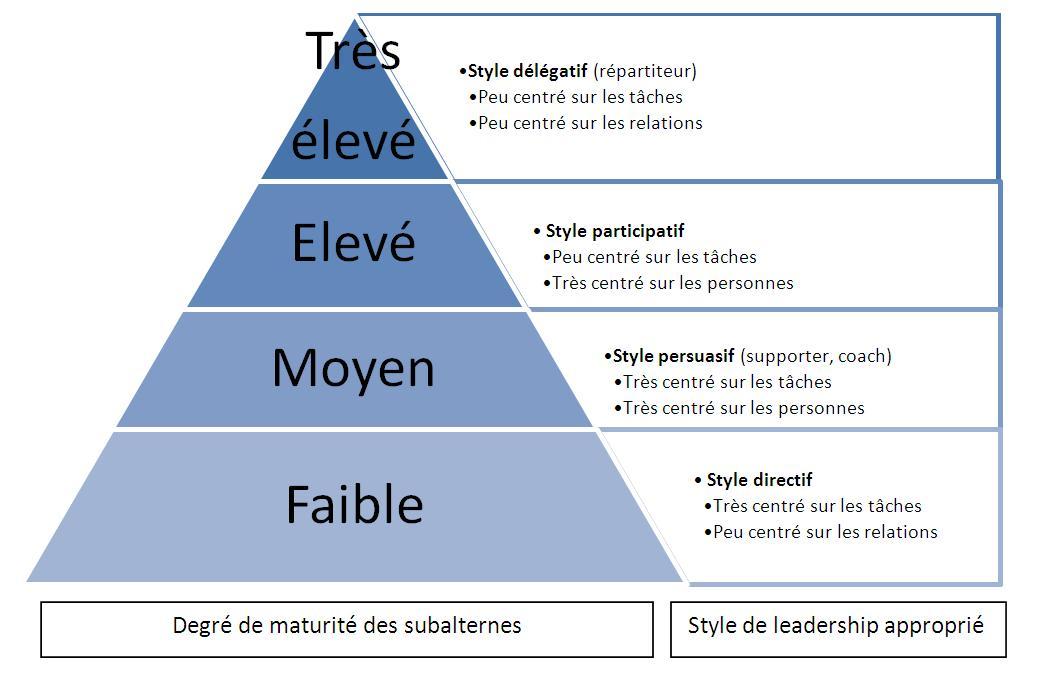 Très
élevé
•Style délégatif (répartiteur)
•Peu centré sur les tâches
•Peu centré sur les relations
Elevé
• Style participatif
•Peu centré sur les tâches
•Très centré sur les personnes
Moyen
•Style persuasif (supporter, coach)
•Très centré sur les tâches
•Très centré sur les personnes
Faible
• Style directif
•Très centré sur les tâches
•Peu centré sur les relations
Degré de maturité des subalternes
Style de leadership approprié